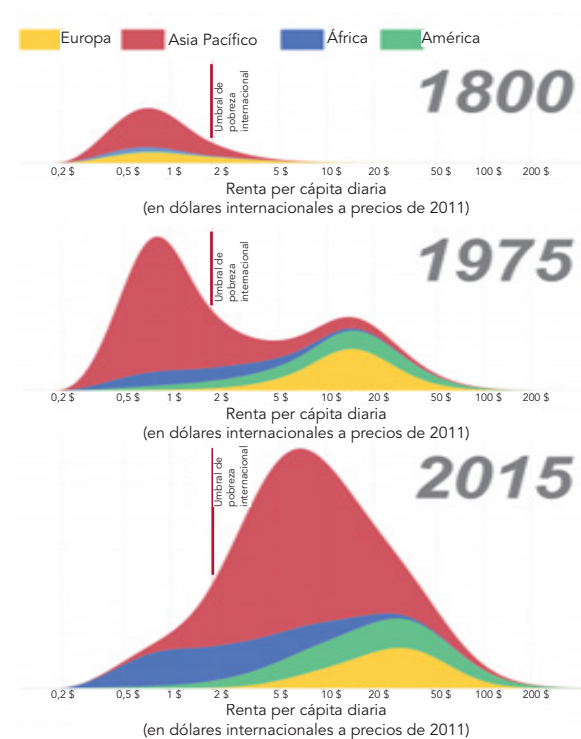 Europa Asia Pacífico África América
1800
Umbral de
pobreza
internacional
0,2 $ 0,5 $ 1 $ 2 $ 5 $ 10 $ 20 $ 50 $ 100 $ 200 $
Renta per cápita diaria
(en dólares internacionales a precios de 2011)
1975
Umbral de
pobreza
internacional
0,2 $ 0,5 $ 1 $ 2 $ 5 $ 10 $ 20 $ 50 $ 100 $ 200 $
Renta per cápita diaria
(en dólares internacionales a precios de 2011)
2015
Umbral de
pobreza
internacional
0,2 $ 0,5 $ 1 $ 2 $ 5 $ 10 $ 20 $ 50 $ 100 $ 200 $
Renta per cápita diaria
(en dólares internacionales a precios de 2011)